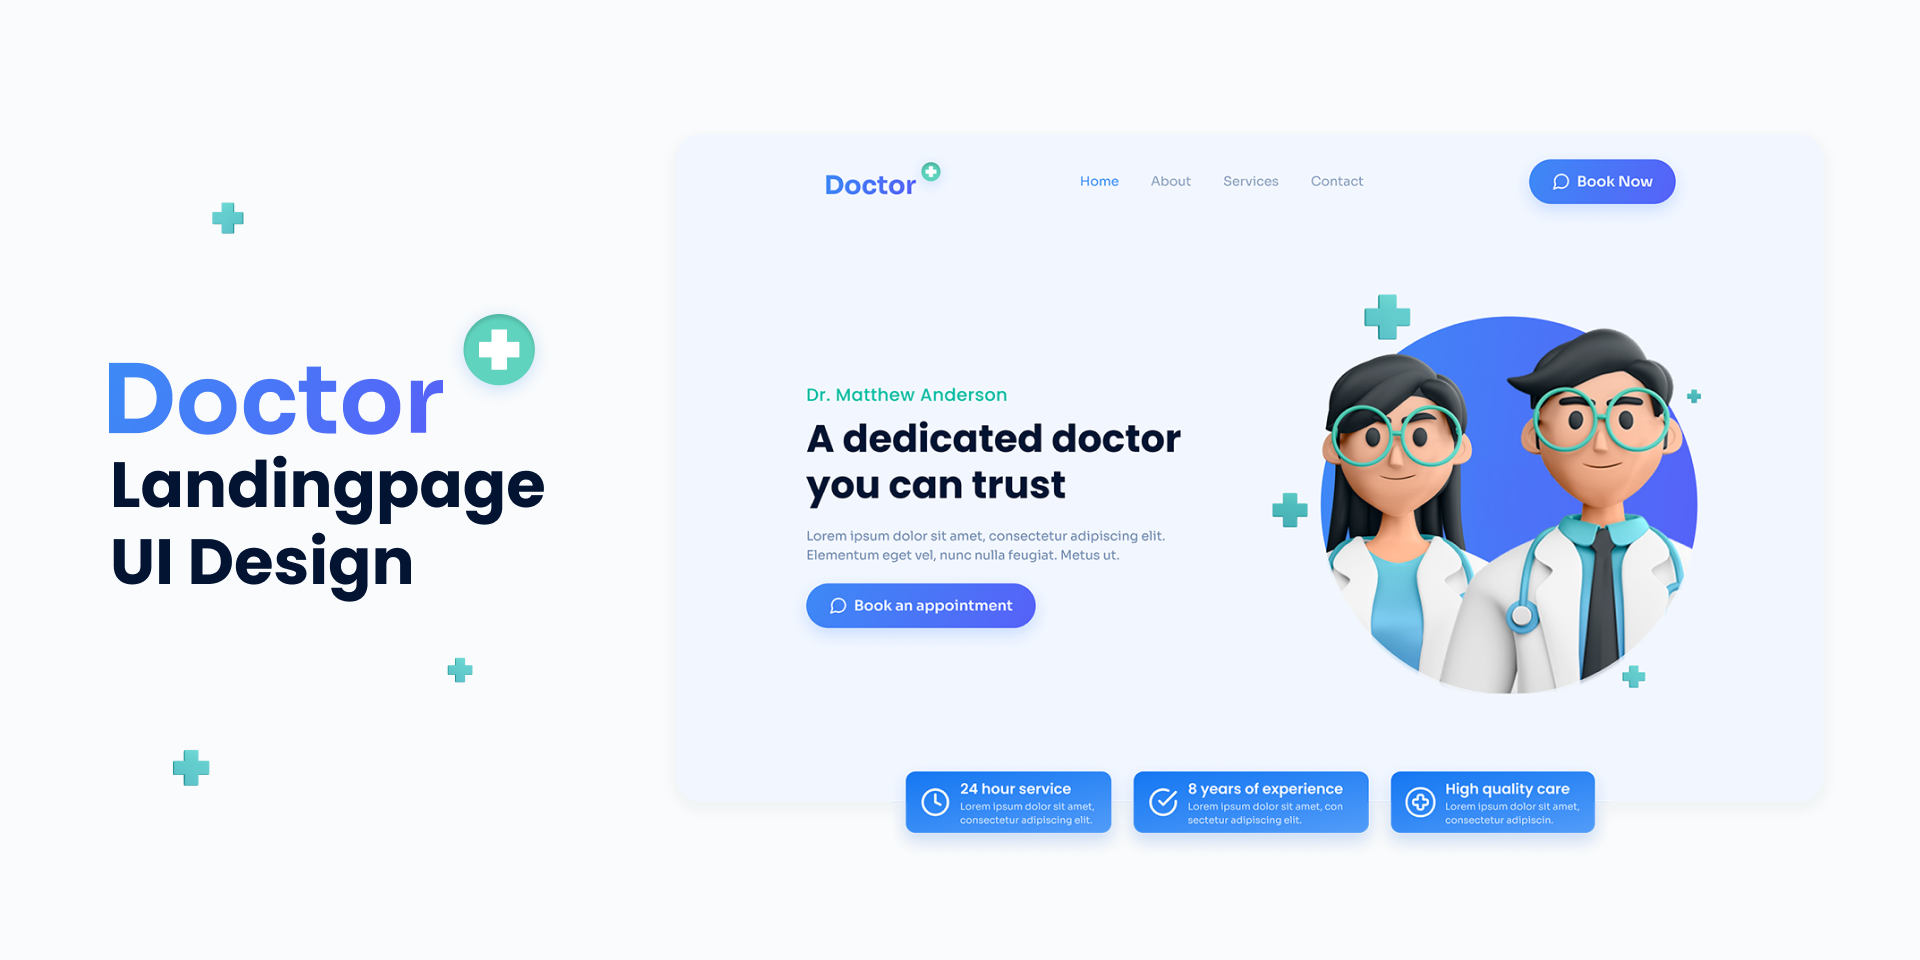 Doctor
Landingpage
UI Design
Doctor
Home
About
Services
Contact
Book Now
Dr. Matthew Anderson
A dedicated doctor
you can trust
Lorem ipsum dolor sit amet, consectetur adipiscing elit.
Elementum eget vel, nunc nulla feugiat. Metus ut.
Book an appointment
24 hour service
Lorem ipsum dolor sit amet,
consectetur adipiscing elit.
8 years of experience
Lorem ipsum dolor sit amet, con
sectetur adipiscing elit.
High quality care
Lorem ipsum dolor sit amet,
consectetur adipiscin.